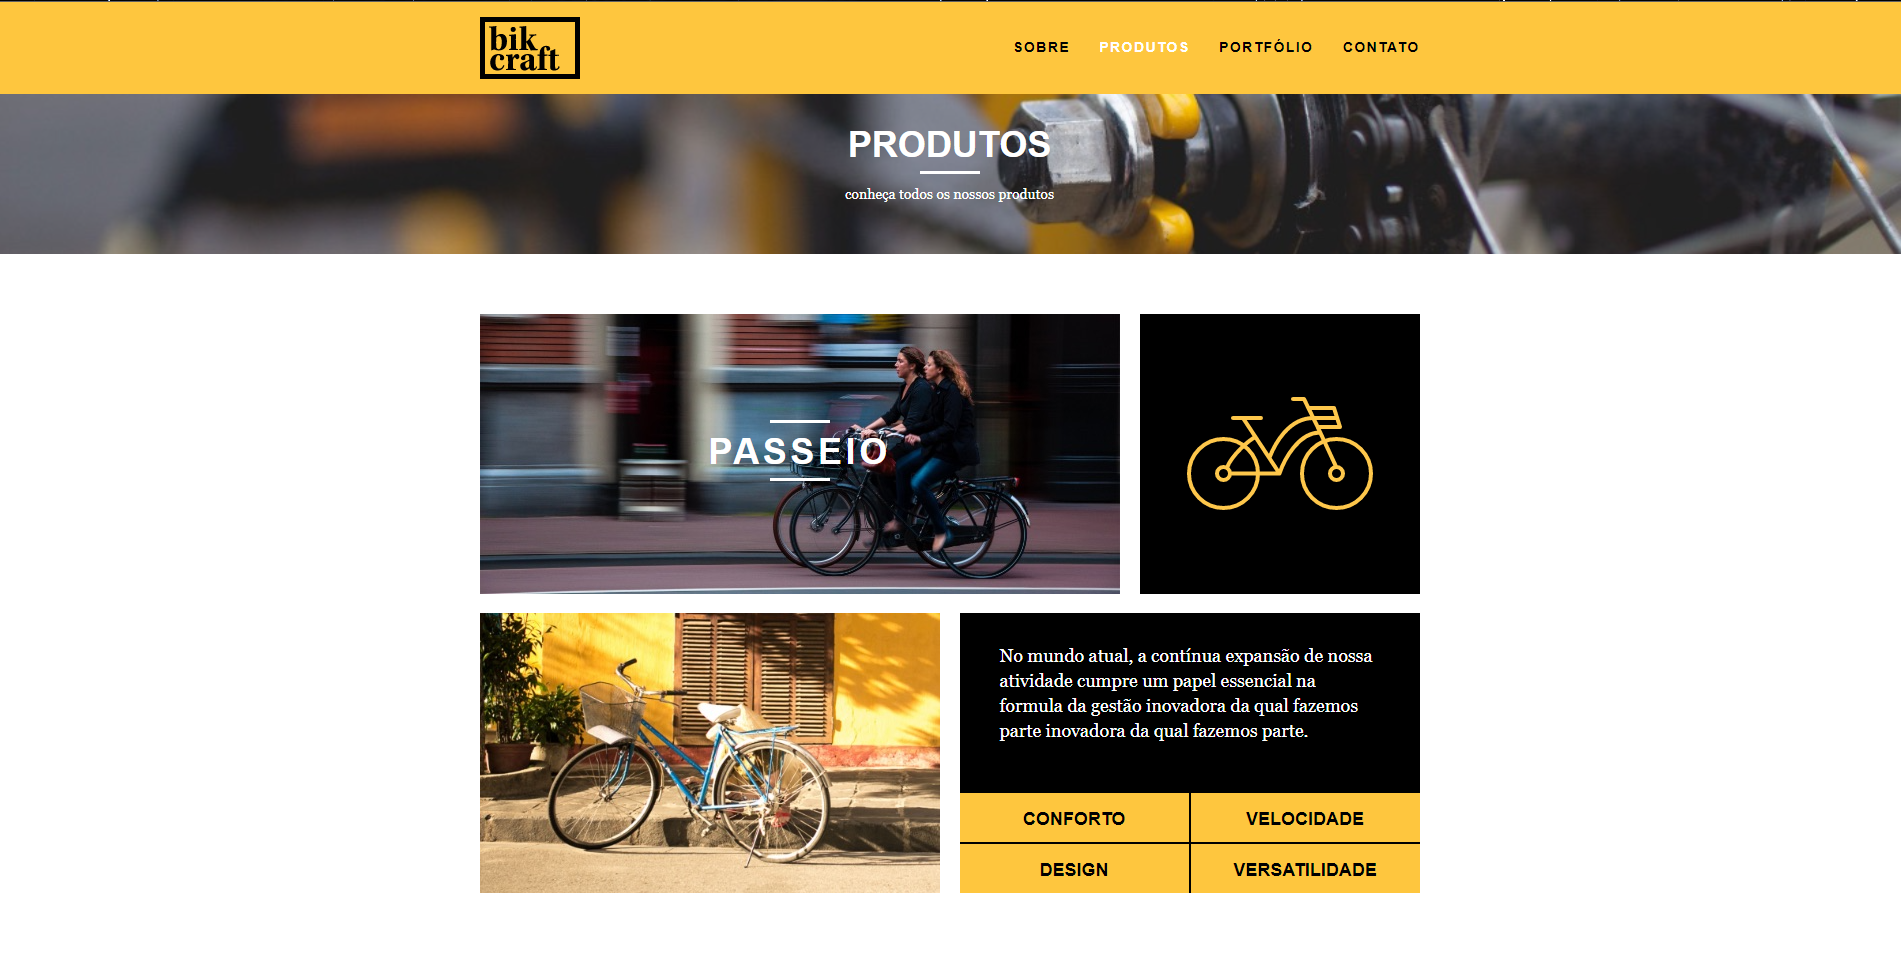 bik
craft
SOBRE PRODUTOS PORTFÓLIO CONTATO
PRODUTOS
conheça todos os nossos produtos
PASSEIO
No mundo atual, a contínua expansão de nossa
atividade cumpre um papel essencial na
formula da gestão inovadora da qual fazemos
parte inovadora da qual fazemos parte.
CONFORTO VELOCIDADE
DESIGN VERSATILIDADE